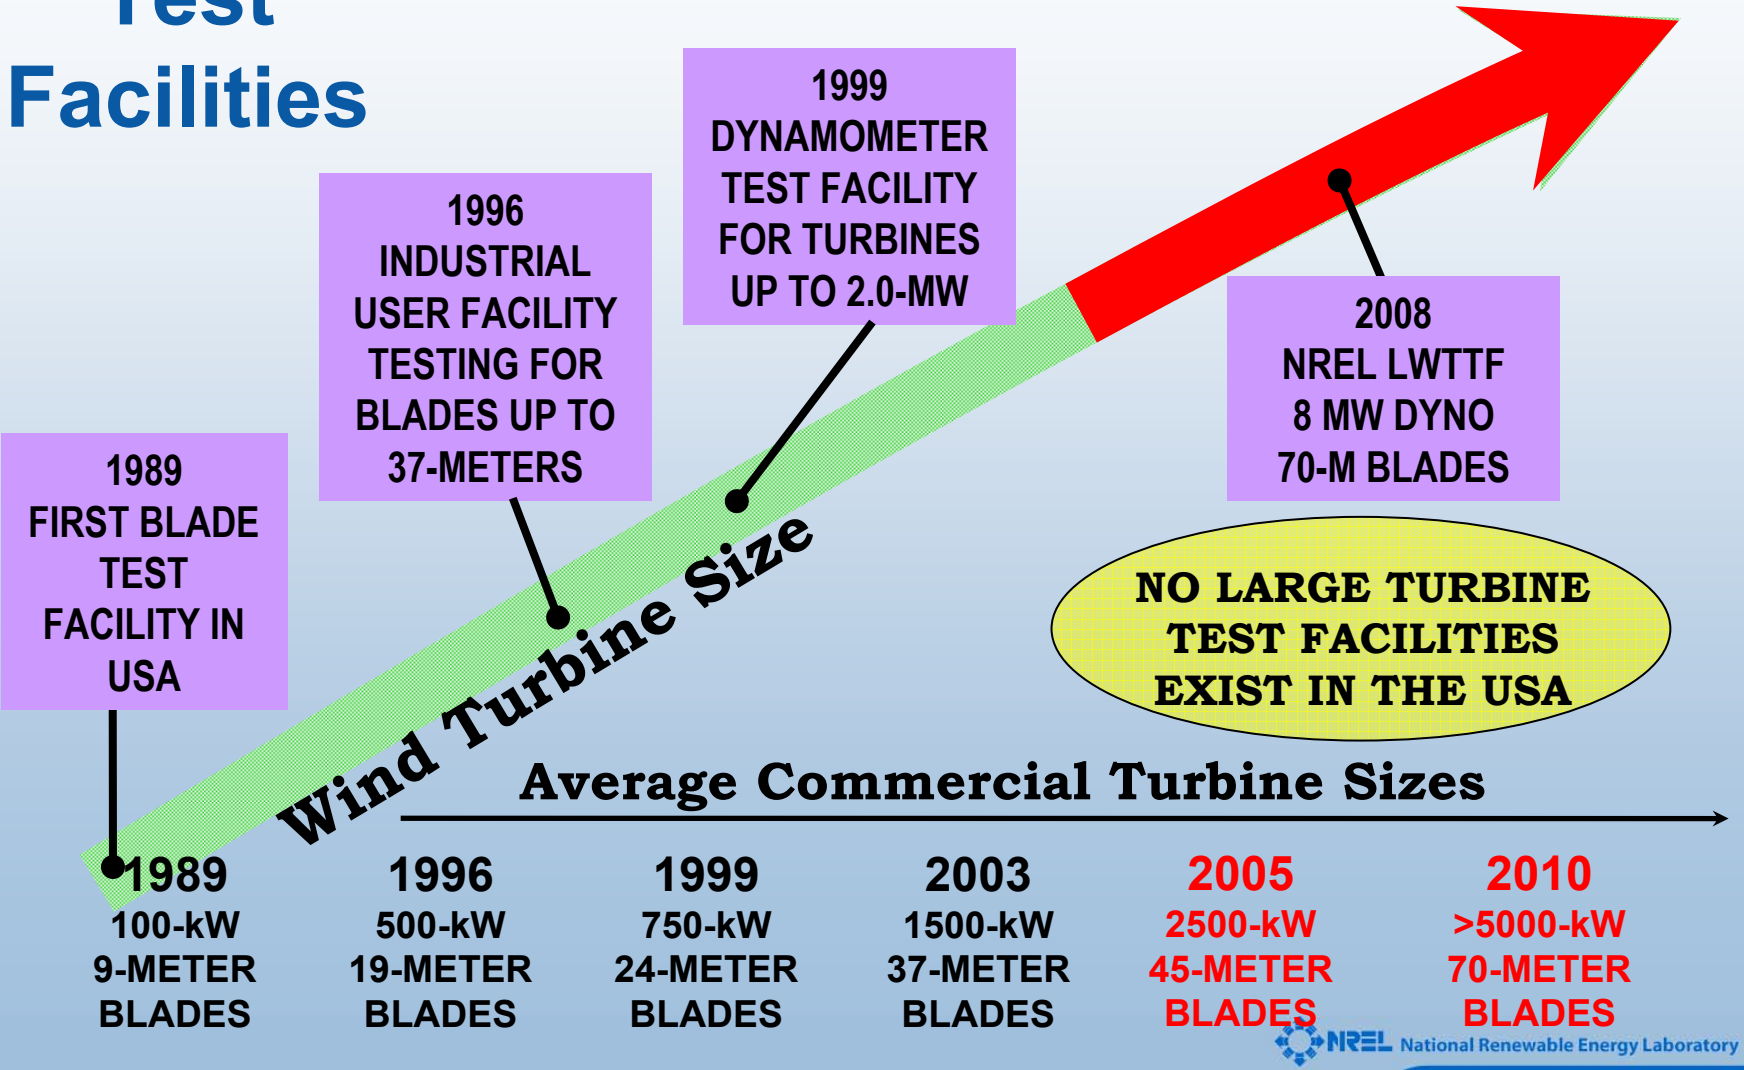 Test
Facilities
1999
DYNAMOMETER
TEST FACILITY
FOR TURBINES
UP TO 2.0-MW
1996
INDUSTRIAL
USER FACILITY
TESTING FOR
BLADES UP TO
37-METERS
2008
NREL LWTTF
8 MW DYNO
70-M BLADES
1989
FIRST BLADE
TEST
FACILITY IN
USA
Wind Turbine Size
NO LARGE TURBINE
TEST FACILITIES
EXIST IN THE USA
Average Commercial Turbine Sizes
1989
100-kW
9-METER
BLADES
1996
500-kW
19-METER
BLADES
1999
750-kW
24-METER
BLADES
2003
1500-kW
37-METER
BLADES
2005
2500-kW
45-METER
BLADES
2010
>5000-kW
70-METER
BLADES
NREL National Renewable Energy Laboratory